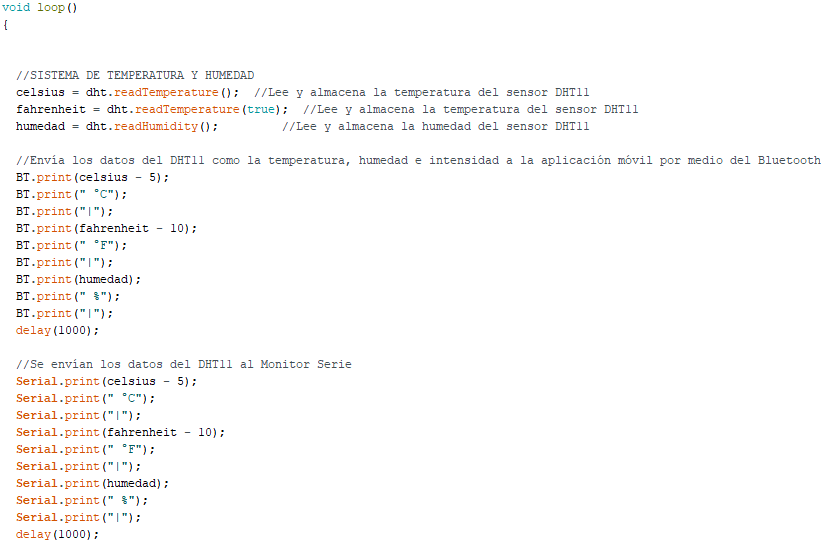 void loop()
{
//SISTEMA DE TEMPERATURA Y HUMEDAD
celsius = dht.readTemperature();  //Lee y almacena la temperatura del sensor DHT11
fahrenheit = dht.readTemperature(true);  //Lee y almacena la temperatura del sensor DHT11
humedad = dht.readHumidity();         //Lee y almacena la humedad del sensor DHT11
//Envía los datos del DHT11 como la temperatura, humedad e intensidad a la aplicación móvil por medio del Bluetooth
BT.print(celsius - 5);
BT.print(" °C");
BT.print("|");
BT.print(fahrenheit - 10);
BT.print(" °F");
BT.print("|");
BT.print(humedad);
BT.print(" %");
BT.print("|");
delay(1000);
//Se envían los datos del DHT11 al Monitor Serie
Serial.print(celsius - 5);
Serial.print(" °C");
Serial.print("|");
Serial.print(fahrenheit - 10);
Serial.print(" °F");
Serial.print("|");
Serial.print(humedad);
Serial.print(" %");
Serial.print("|");
delay(1000);